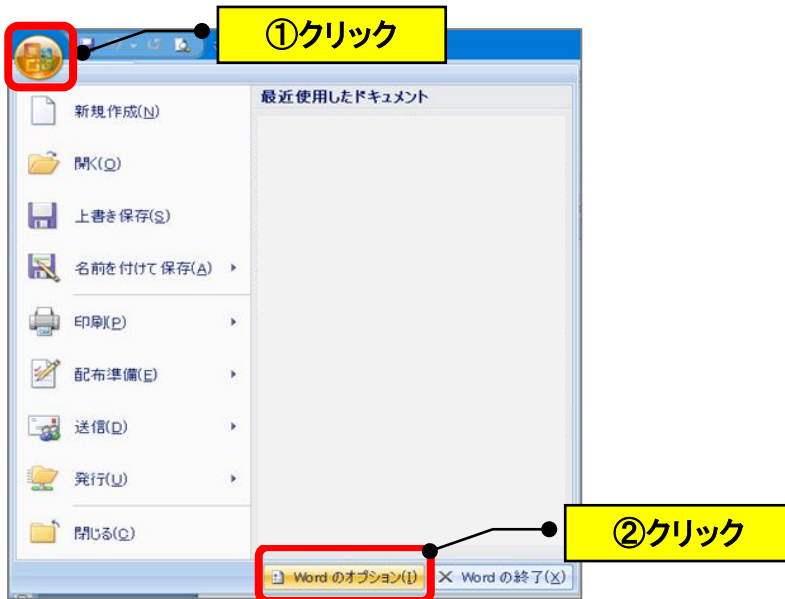 ①クリック
最近使用したドキュメント
新規作成(N)
開く(O)
上書き保存(S)
名前を付けて保存(A)
印刷(P)
配布準備(E)
送信(D)
発行(U)
閉じる(C)
②クリック
Word のオプション(I)
Word の終了(X)